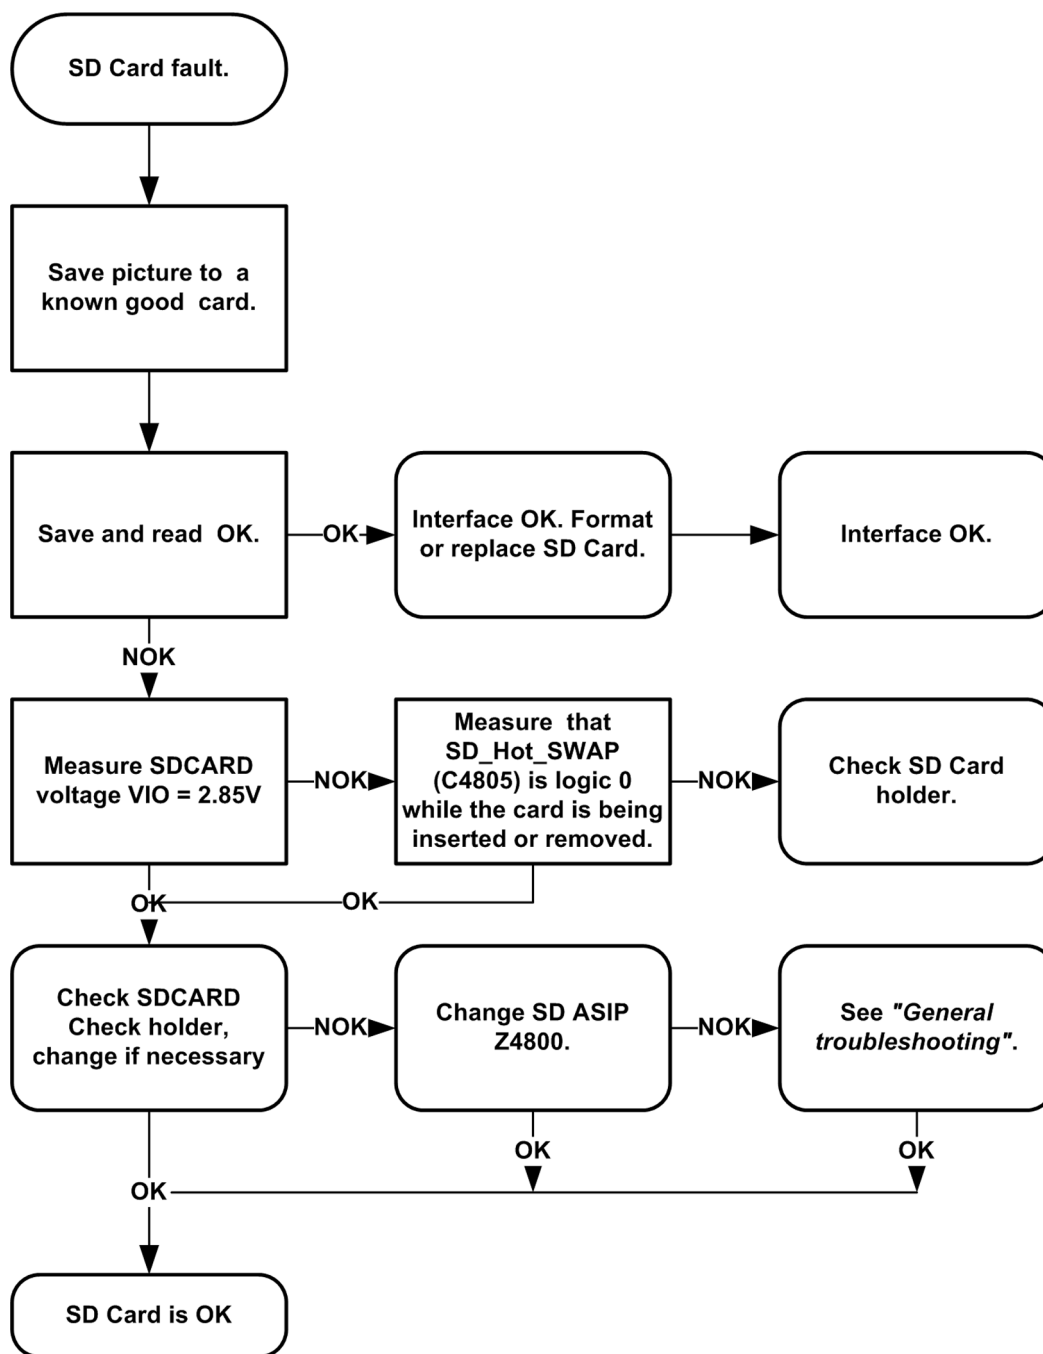 SD Card fault.
Save picture to a
known good card.
Save and read OK.
OK
Interface OK. Format
or replace SD Card.
Interface OK.
NOK
Measure SDCARD
voltage VIO = 2.85V
NOK
Measure that
SD_Hot_SWAP
(C4805) is logic 0
while the card is being
inserted or removed.
NOK
Check SD Card
holder.
OK
OK
Check SDCARD
Check holder,
change if necessary
NOK
Change SD ASIP
Z4800.
NOK
See "General
troubleshooting".
OK
OK
OK
SD Card is OK